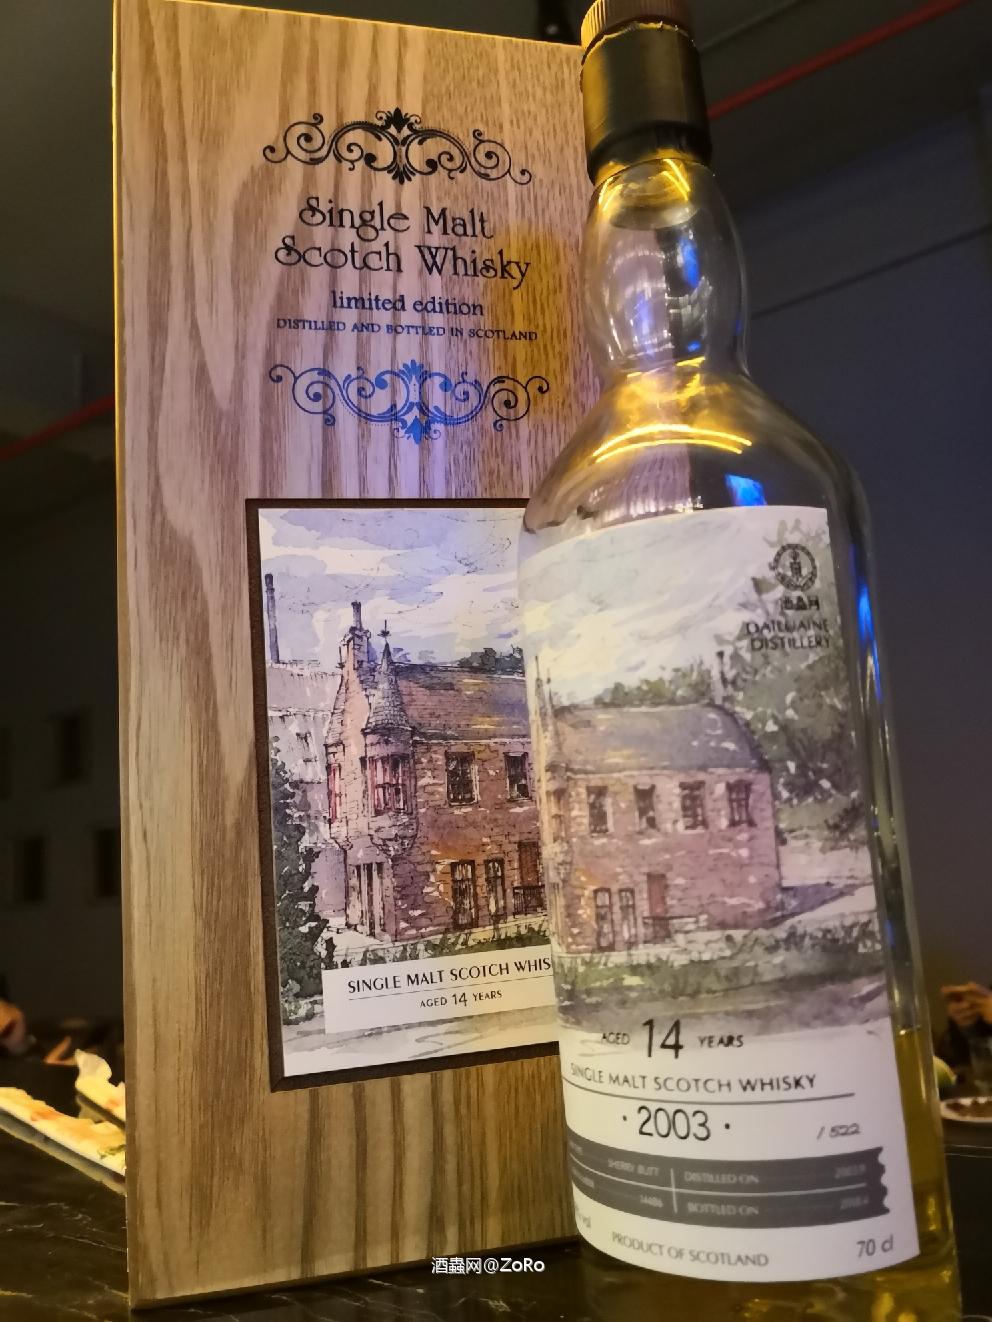 Single Malt
Scotch Whisky
limited edition
DISTILLED AND BOTTLED IN SCOTLAND
SINGLE MALT SCOTCH WHIS
AGED 14 YEARS
DAILUAINE
DISTILLERY
AGED 14 YEARS
SINGLE MALT SCOTCH WHISKY
· 2003 ·
/ 522
SHERRY BUTT
DISTILLED ON
BOTTLED ON
PRODUCT OF SCOTLAND
70 cl
酒蟲网@ZoRo